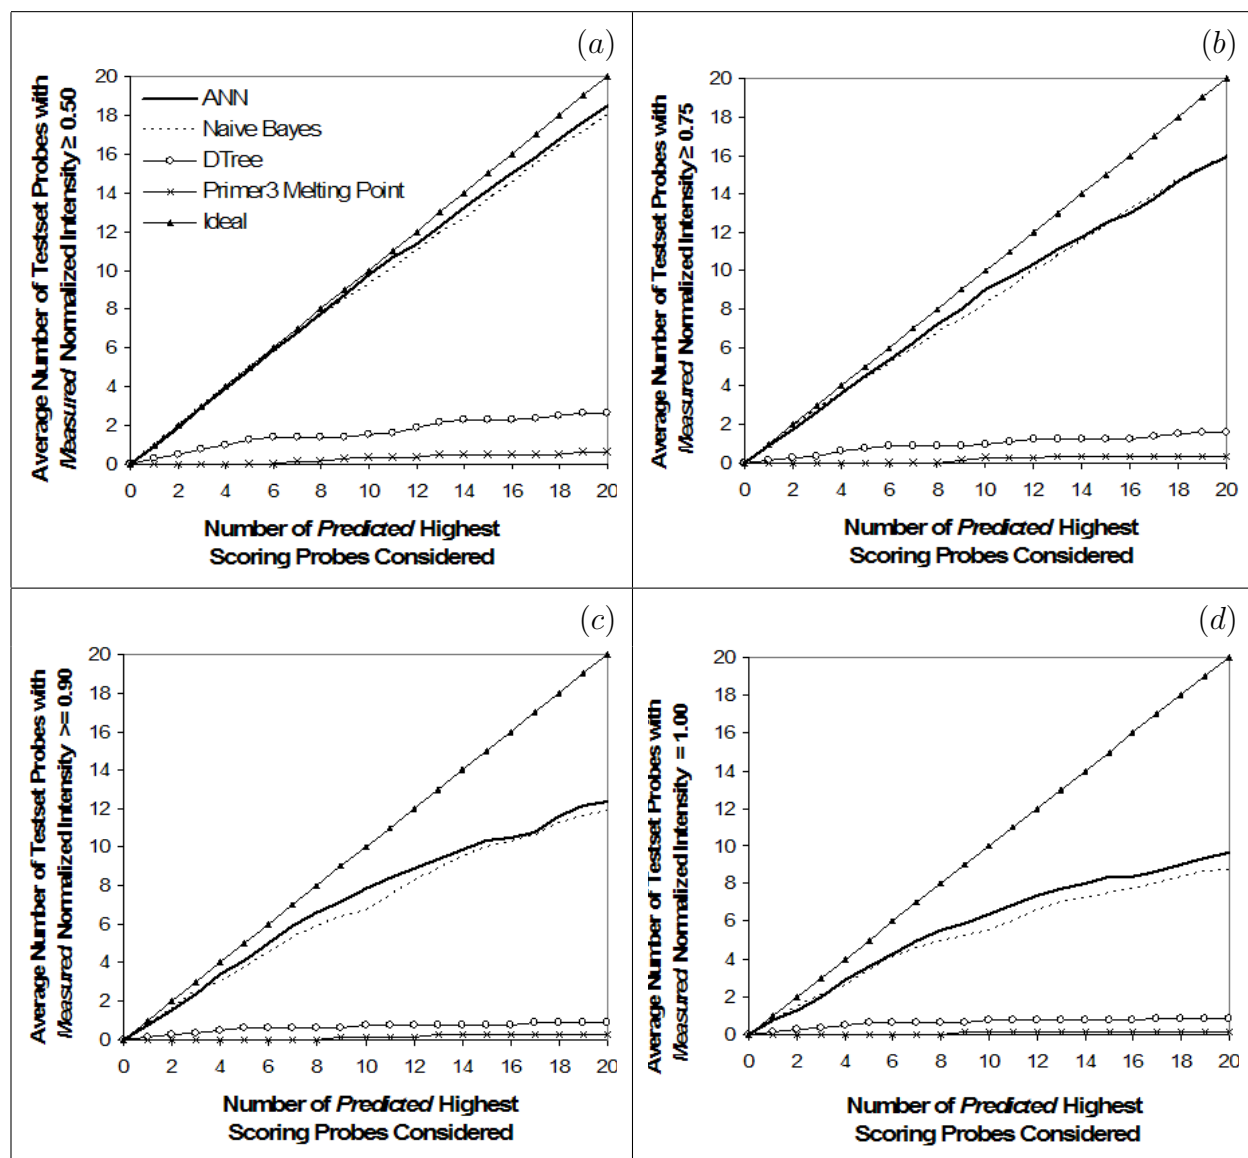 (a)
Average Number of Testset Probes with
Measured Normalized Intensity ≥ 0.50
20
18
16
14
12
10
8
6
4
2
0
ANN
Naive Bayes
DTree
Primer3 Melting Point
Ideal
0 2 4 6 8 10 12 14 16 18 20
Number of Predicted Highest
Scoring Probes Considered
(b)
Average Number of Testset Probes with
Measured Normalized Intensity ≥ 0.75
20
18
16
14
12
10
8
6
4
2
0
0 2 4 6 8 10 12 14 16 18 20
Number of Predicted Highest
Scoring Probes Considered
(c)
Average Number of Testset Probes with
Measured Normalized Intensity >= 0.90
20
18
16
14
12
10
8
6
4
2
0
0 2 4 6 8 10 12 14 16 18 20
Number of Predicted Highest
Scoring Probes Considered
(d)
Average Number of Testset Probes with
Measured Normalized Intensity = 1.00
20
18
16
14
12
10
8
6
4
2
0
0 2 4 6 8 10 12 14 16 18 20
Number of Predicted Highest
Scoring Probes Considered